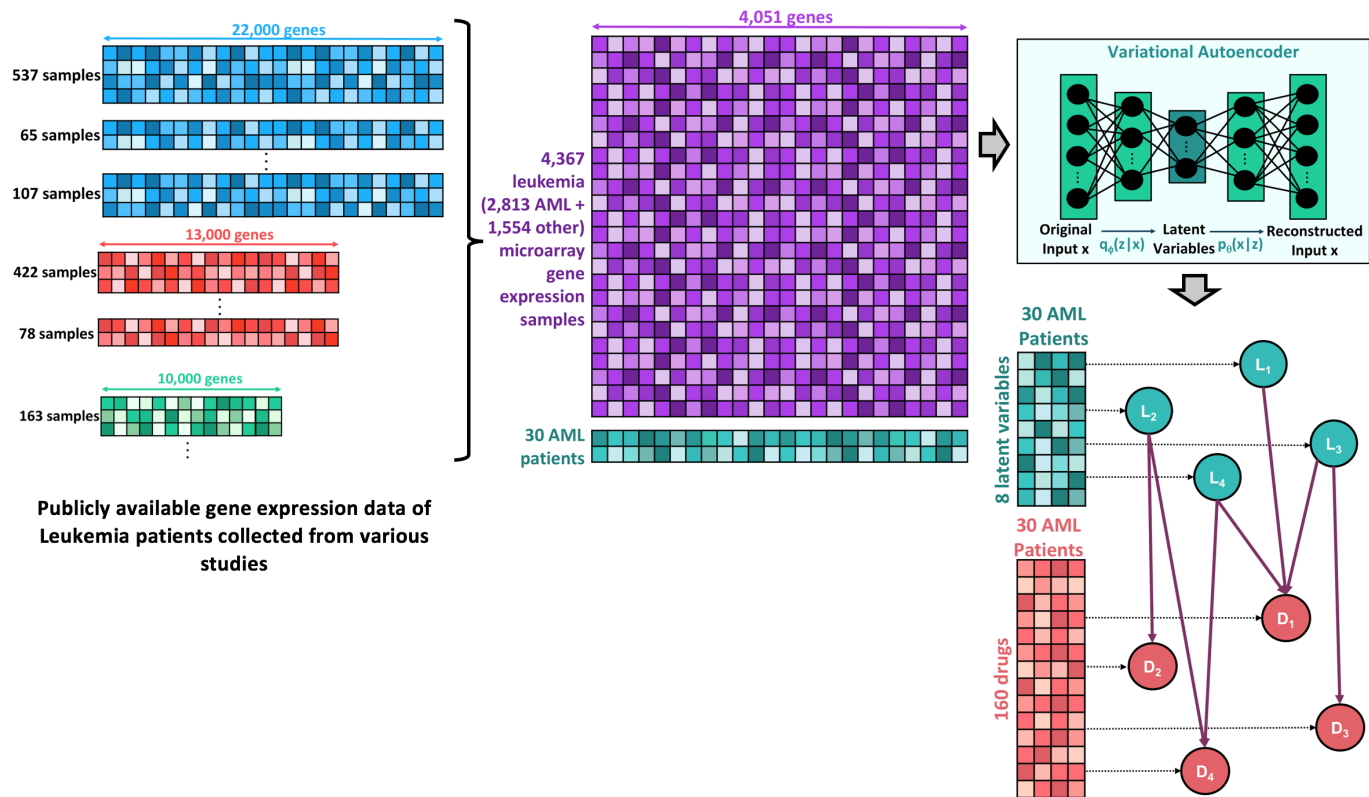 22,000 genes
537 samples
65 samples
107 samples
13,000 genes
422 samples
78 samples
10,000 genes
163 samples
Publicly available gene expression data of
Leukemia patients collected from various
studies
4,051 genes
4,367
leukemia
(2,813 AML +
1,554 other)
microarray
gene
expression
samples
30 AML
patients
Variational Autoencoder
Original
Input x
q_ϕ(z|x)
Latent
Variables
p_θ(x|z)
Reconstructed
Input x
30 AML
Patients
8 latent variables
L₁
L₂
L₃
L₄
30 AML
Patients
160 drugs
D₁
D₂
D₃
D₄